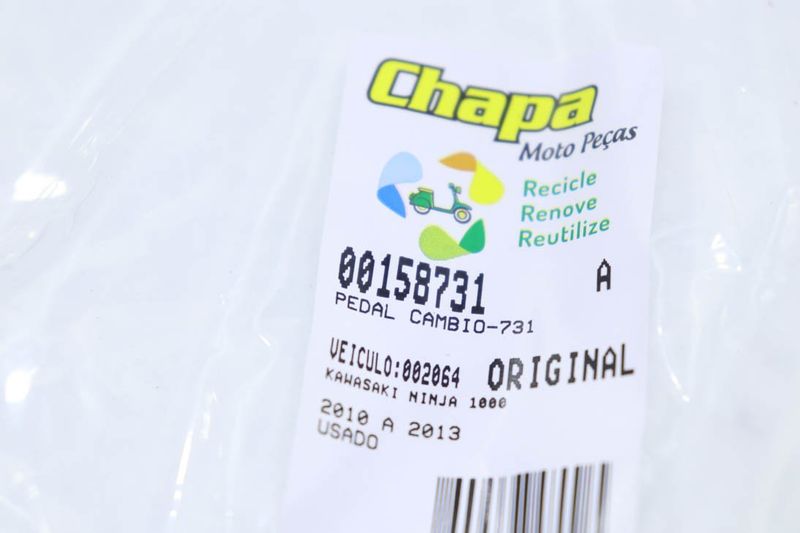 Chapa
Moto Peças
Recicle
Renove
Reutilize
00158731 A
PEDAL CAMBIO-731
VEICULO:002064 ORIGINAL
KAWASAKI NINJA 1000
2010 A 2013
USADO